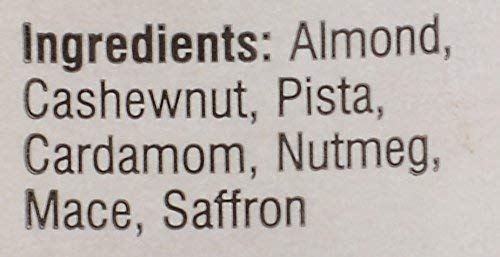 Ingredients: Almond,
Cashewnut, Pista,
Cardamom, Nutmeg,
Mace, Saffron